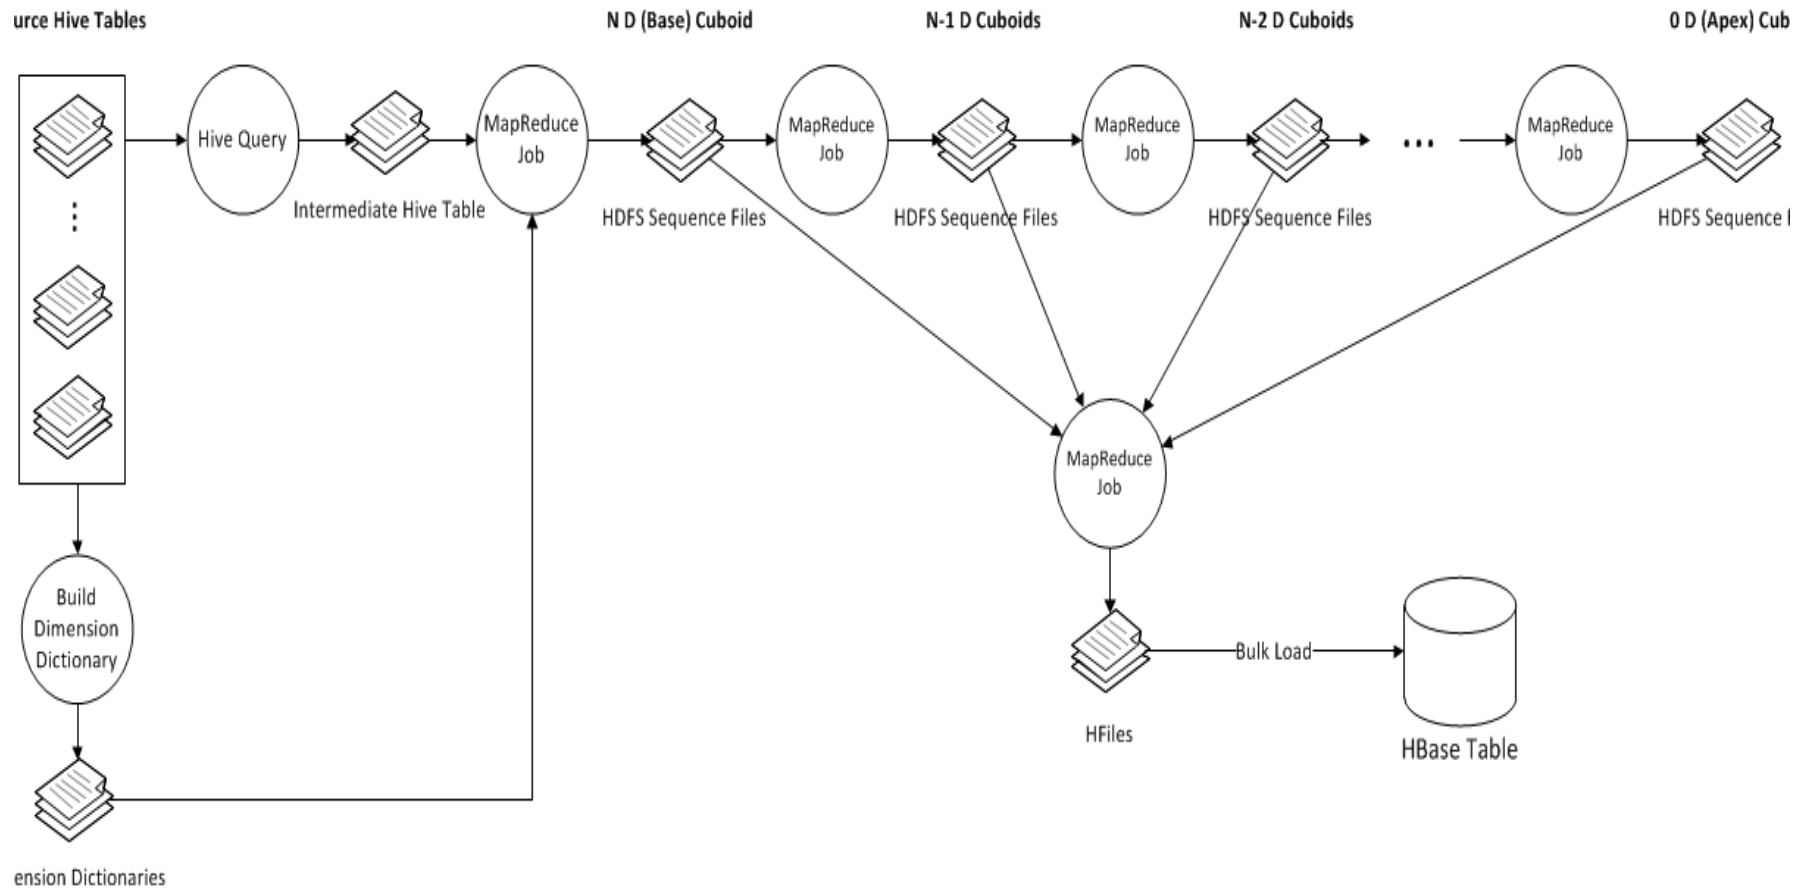 urce Hive Tables
N D (Base) Cuboid
N-1 D Cuboids
N-2 D Cuboids
0 D (Apex) Cub
Hive Query
Intermediate Hive Table
MapReduce
Job
HDFS Sequence Files
MapReduce
Job
HDFS Sequence Files
MapReduce
Job
HDFS Sequence Files
...
MapReduce
Job
HDFS Sequence
MapReduce
Job
Build
Dimension
Dictionary
HFiles
Bulk Load
HBase Table
ension Dictionaries